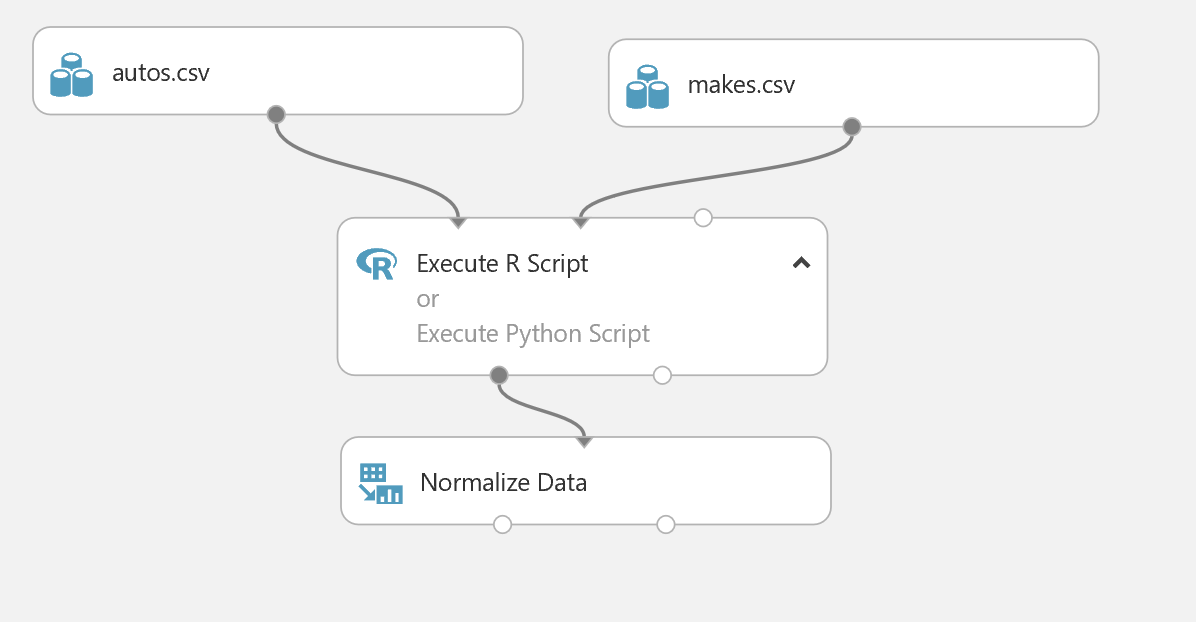 autos.csv
makes.csv
Execute R Script
or
Execute Python Script
Normalize Data